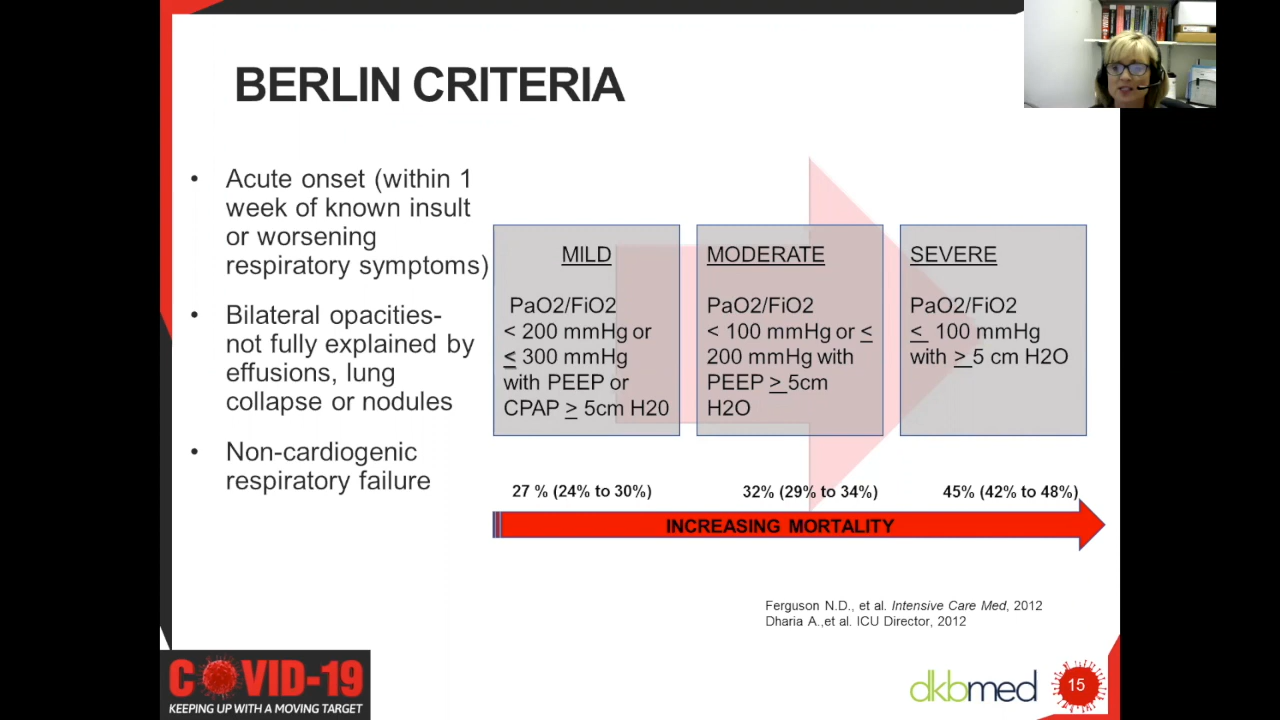 BERLIN CRITERIA
• Acute onset (within 1
week of known insult
or worsening
respiratory symptoms)
• Bilateral opacities-
not fully explained by
effusions, lung
collapse or nodules
• Non-cardiogenic
respiratory failure
MILD
PaO2/FiO2
< 200 mmHg or
< 300 mmHg
with PEEP or
CPAP > 5cm H20
MODERATE
PaO2/FiO2
< 100 mmHg or <
200 mmHg with
PEEP > 5cm
H2O
SEVERE
PaO2/FiO2
< 100 mmHg
with > 5 cm H2O
27 % (24% to 30%)
32% (29% to 34%)
45% (42% to 48%)
INCREASING MORTALITY
Ferguson N.D., et al. Intensive Care Med, 2012
Dharia A.,et al. ICU Director, 2012
COVID-19
KEEPING UP WITH A MOVING TARGET
dkbmed
15